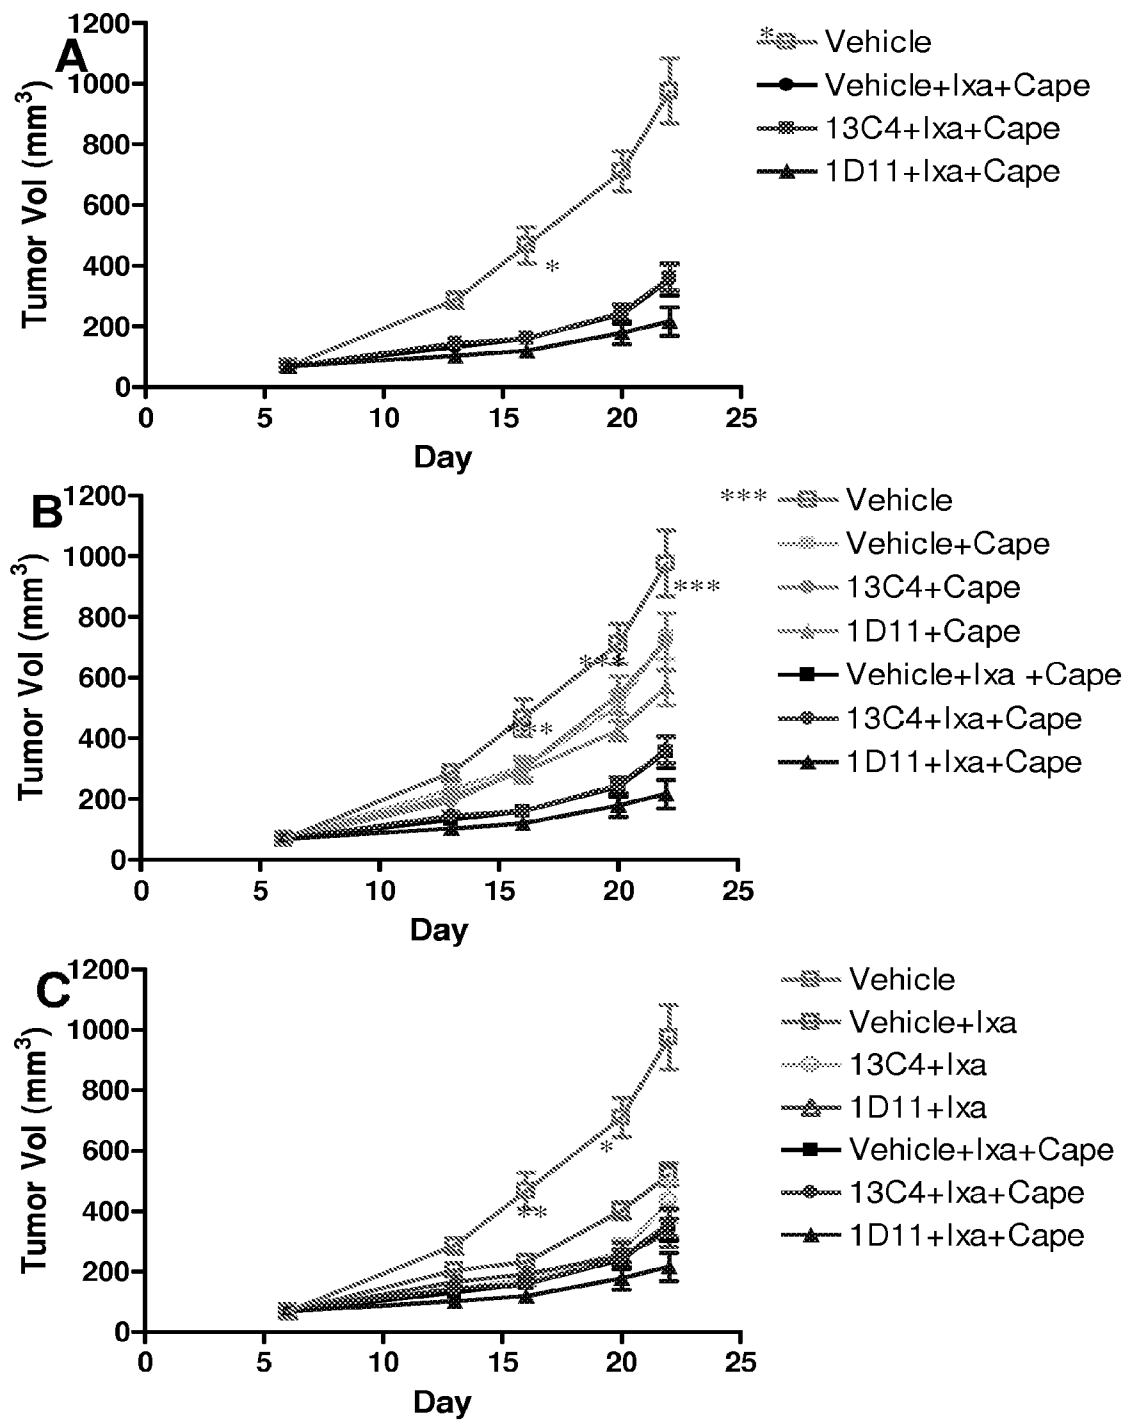 A
1200
1000
800
600
400
200
0
Tumor Vol (mm³)
0 5 10 15 20 25
Day
*
* Vehicle
Vehicle+Ixa+Cape
13C4+Ixa+Cape
1D11+Ixa+Cape
B
1200
1000
800
600
400
200
0
Tumor Vol (mm³)
0 5 10 15 20 25
Day
***
***
**
*** Vehicle
Vehicle+Cape
13C4+Cape
1D11+Cape
Vehicle+Ixa +Cape
13C4+Ixa+Cape
1D11+Ixa+Cape
C
1200
1000
800
600
400
200
0
Tumor Vol (mm³)
0 5 10 15 20 25
Day
*
**
Vehicle
Vehicle+Ixa
13C4+Ixa
1D11+Ixa
Vehicle+Ixa+Cape
13C4+Ixa+Cape
1D11+Ixa+Cape